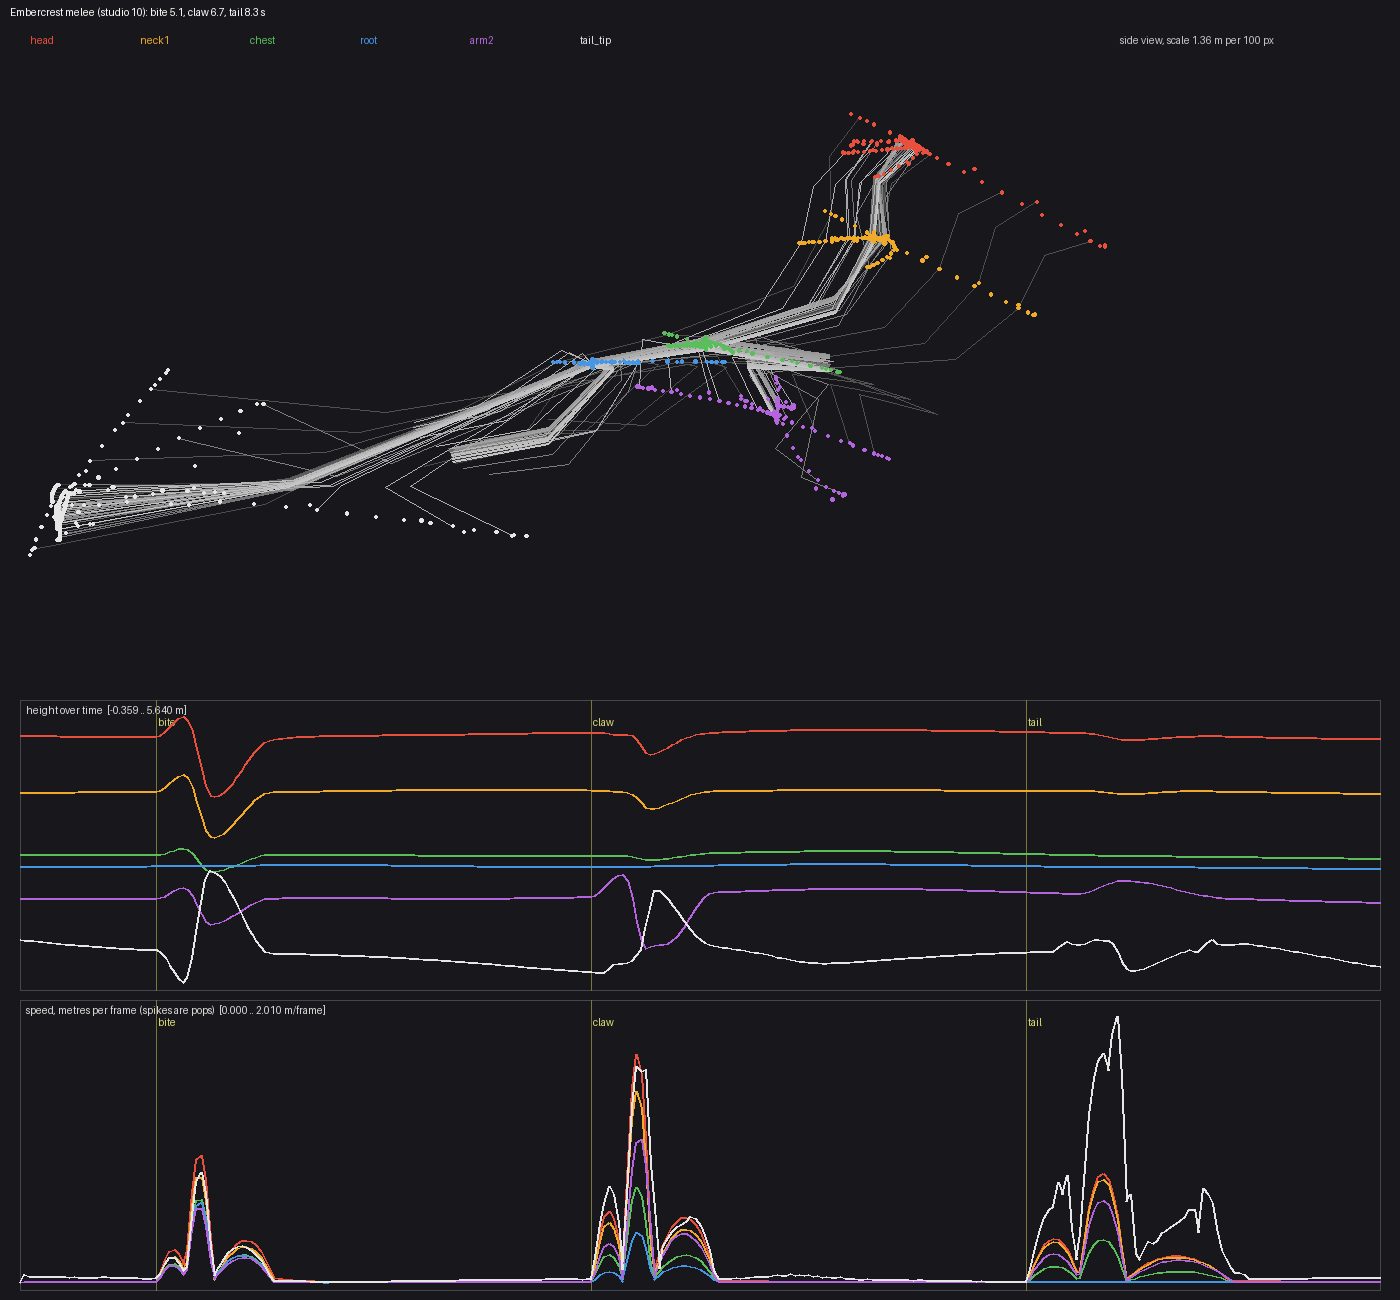 Embercrest melee (studio 10): bite 5.1, claw 6.7, tail 8.3 s
head neck1 chest root arm2 tail_tip side view, scale 1.36 m per 100 px
height over time [-0.359 .. 5.640 m]
bite claw tail
speed, metres per frame (spikes are pops) [0.000 .. 2.010 m/frame]
bite claw tail